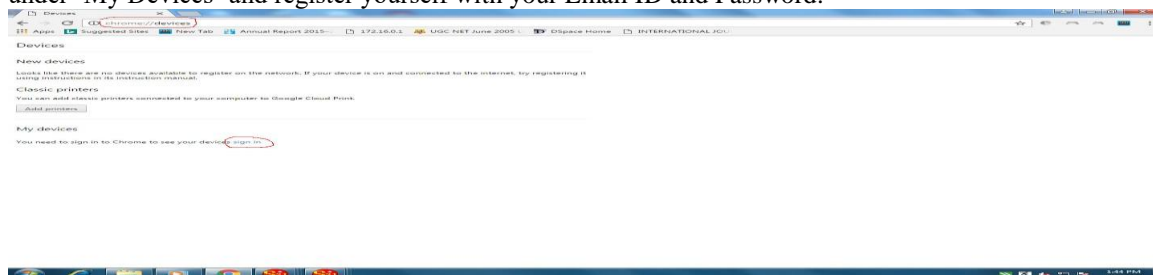 under "My Devices" and register yourself with your Email ID and Password.
Devices
chrome://devices
Apps Suggested Sites New Tab Annual Report 2015- 172.16.0.1 UGC NET June 2005 DSpace Home INTERNATIONAL JOU
Devices
New devices
Looks like there are no devices available to register on the network. If your device is on and connected to the internet, try registering it
using instructions in its instruction manual.
Classic printers
You can add classic printers connected to your computer to Google Cloud Print.
Add printers
My devices
You need to sign in to Chrome to see your devices sign in.
1:44 PM